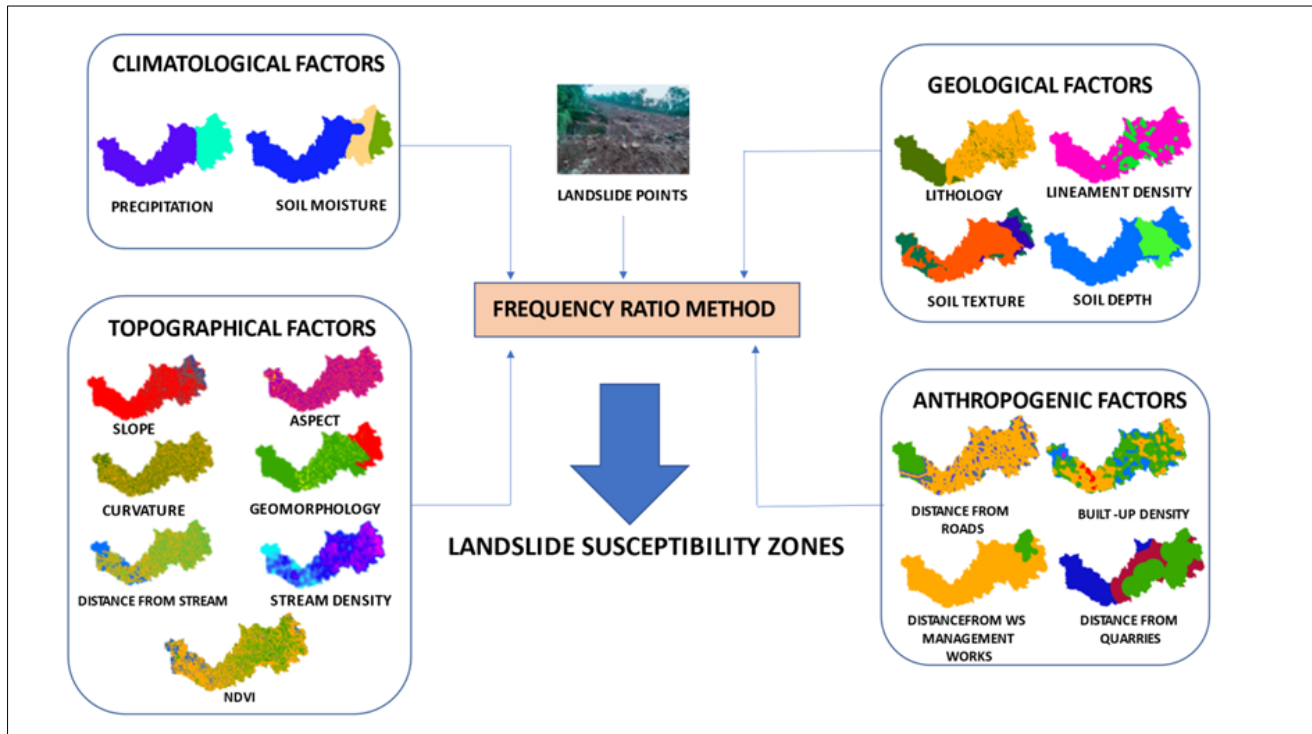 CLIMATOLOGICAL FACTORS
PRECIPITATION
SOIL MOISTURE
LANDSLIDE POINTS
GEOLOGICAL FACTORS
LITHOLOGY
LINEAMENT DENSITY
SOIL TEXTURE
SOIL DEPTH
FREQUENCY RATIO METHOD
TOPOGRAPHICAL FACTORS
SLOPE
ASPECT
CURVATURE
GEOMORPHOLOGY
DISTANCE FROM STREAM
STREAM DENSITY
NDVI
LANDSLIDE SUSCEPTIBILITY ZONES
ANTHROPOGENIC FACTORS
DISTANCE FROM
ROADS
BUILT -UP DENSITY
DISTANCEFROM WS
MANAGEMENT
WORKS
DISTANCE FROM
QUARRIES